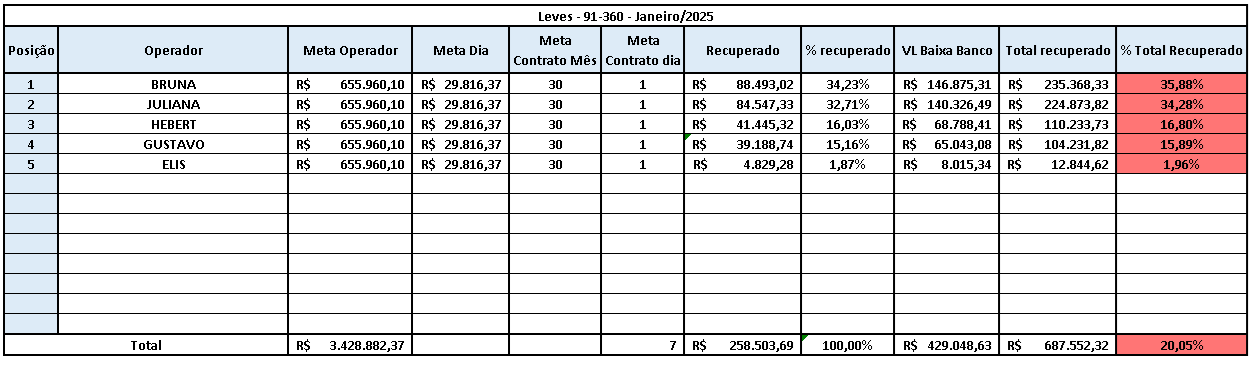 Leves - 91-360 - Janeiro/2025
Posição Operador Meta Operador Meta Dia Meta Contrato Mês Meta Contrato dia Recuperado % recuperado VL Baixa Banco Total recuperado % Total Recuperado
1 BRUNA R$ 655.960,10 R$ 29.816,37 30 1 R$ 88.493,02 34,23% R$ 146.875,31 R$ 235.368,33 35,88%
2 JULIANA R$ 655.960,10 R$ 29.816,37 30 1 R$ 84.547,33 32,71% R$ 140.326,49 R$ 224.873,82 34,28%
3 HEBERT R$ 655.960,10 R$ 29.816,37 30 1 R$ 41.445,32 16,03% R$ 68.788,41 R$ 110.233,73 16,80%
4 GUSTAVO R$ 655.960,10 R$ 29.816,37 30 1 R$ 39.188,74 15,16% R$ 65.043,08 R$ 104.231,82 15,89%
5 ELIS R$ 655.960,10 R$ 29.816,37 30 1 R$ 4.829,28 1,87% R$ 8.015,34 R$ 12.844,62 1,96%
Total R$ 3.428.882,37 7 R$ 258.503,69 100,00% R$ 429.048,63 R$ 687.552,32 20,05%